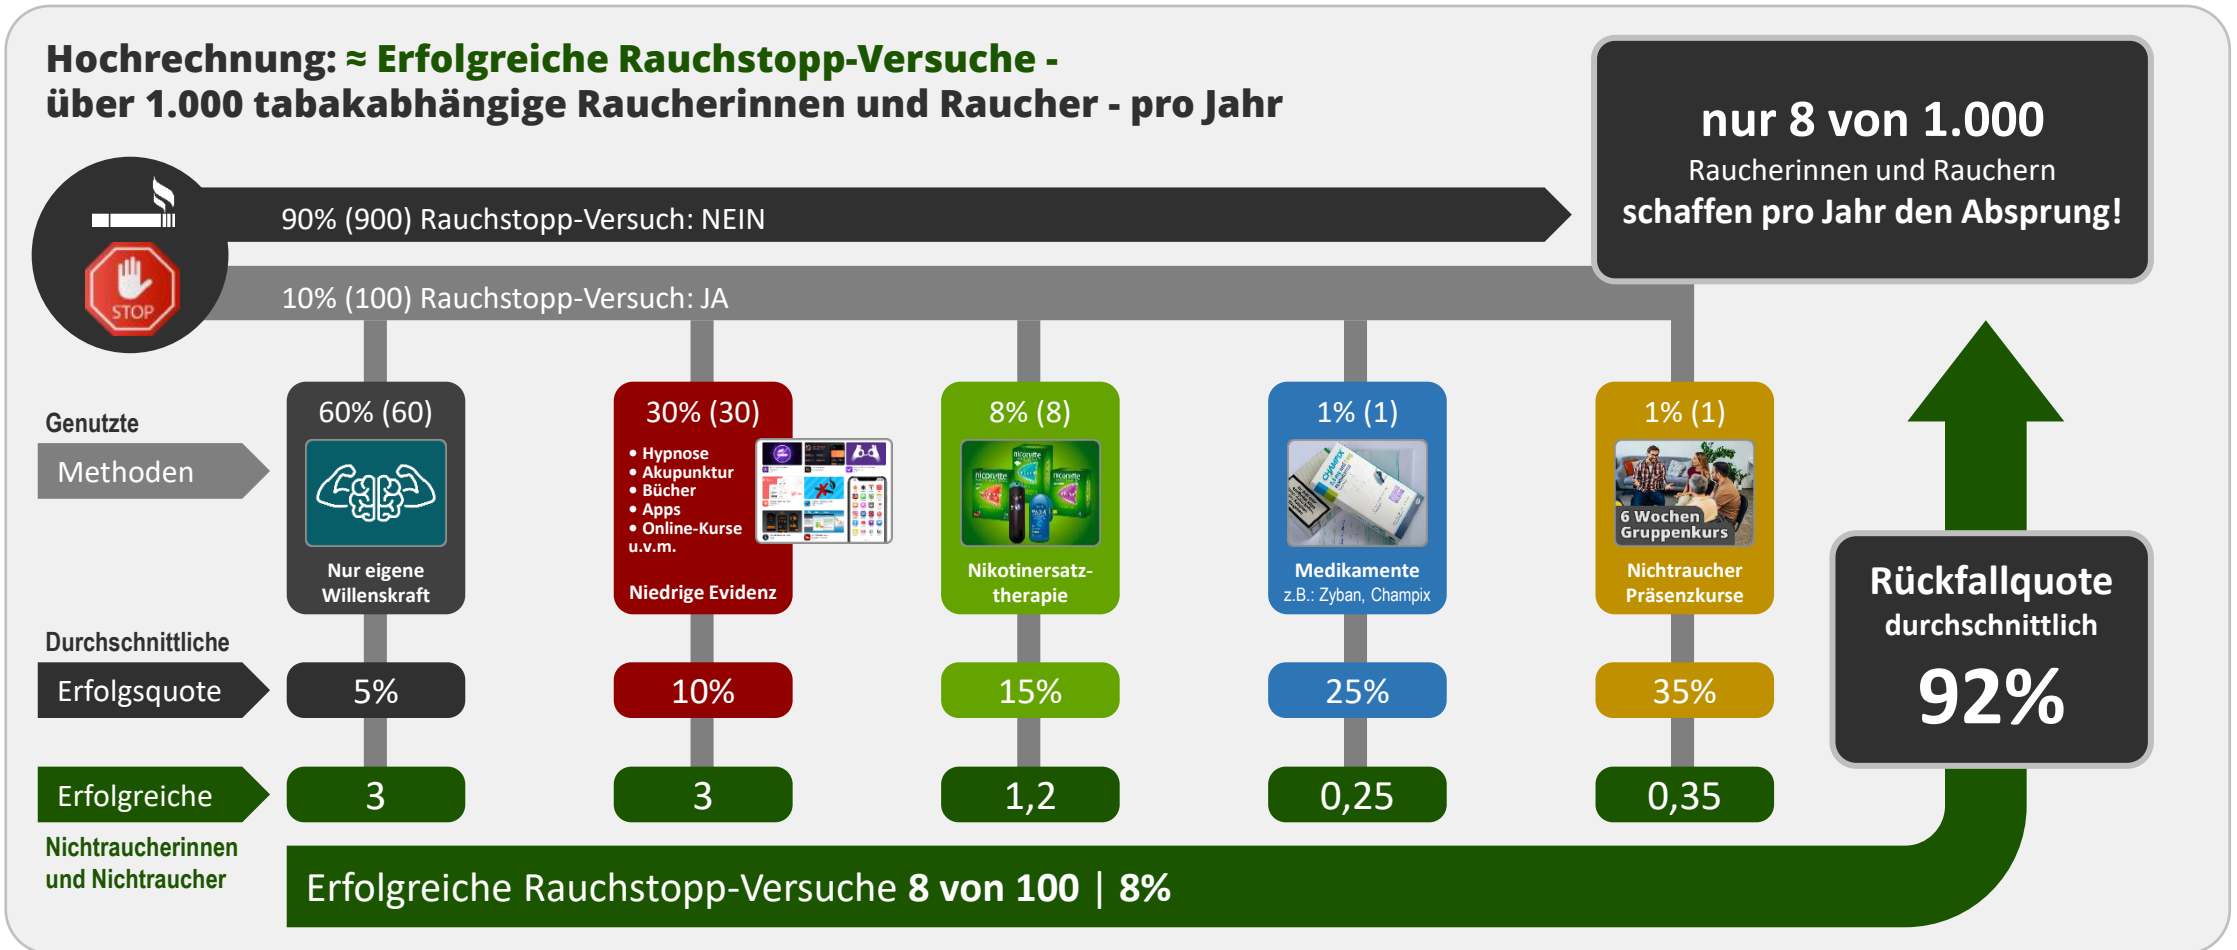 Hochrechnung: ≈ Erfolgreiche Rauchstopp-Versuche -
über 1.000 tabakabhängige Raucherinnen und Raucher - pro Jahr
nur 8 von 1.000
Raucherinnen und Rauchern
schaffen pro Jahr den Absprung!
90% (900) Rauchstopp-Versuch: NEIN
STOP
10% (100) Rauchstopp-Versuch: JA
Genutzte
Methoden
60% (60)
Nur eigene
Willenskraft
30% (30)
• Hypnose
• Akupunktur
• Bücher
• Apps
• Online-Kurse
u.v.m.
Niedrige Evidenz
8% (8)
nicorette
nicorette
nicorette
Nikotinersatz-
therapie
1% (1)
CHAMPIX
Medikamente
z.B.: Zyban, Champix
1% (1)
6 Wochen
Gruppenkurs
Nichtraucher
Präsenzkurse
Durchschnittliche
Erfolgsquote
5%
10%
15%
25%
35%
Rückfallquote
durchschnittlich
92%
Erfolgreiche
3
3
1,2
0,25
0,35
Nichtraucherinnen
und Nichtraucher
Erfolgreiche Rauchstopp-Versuche 8 von 100 | 8%